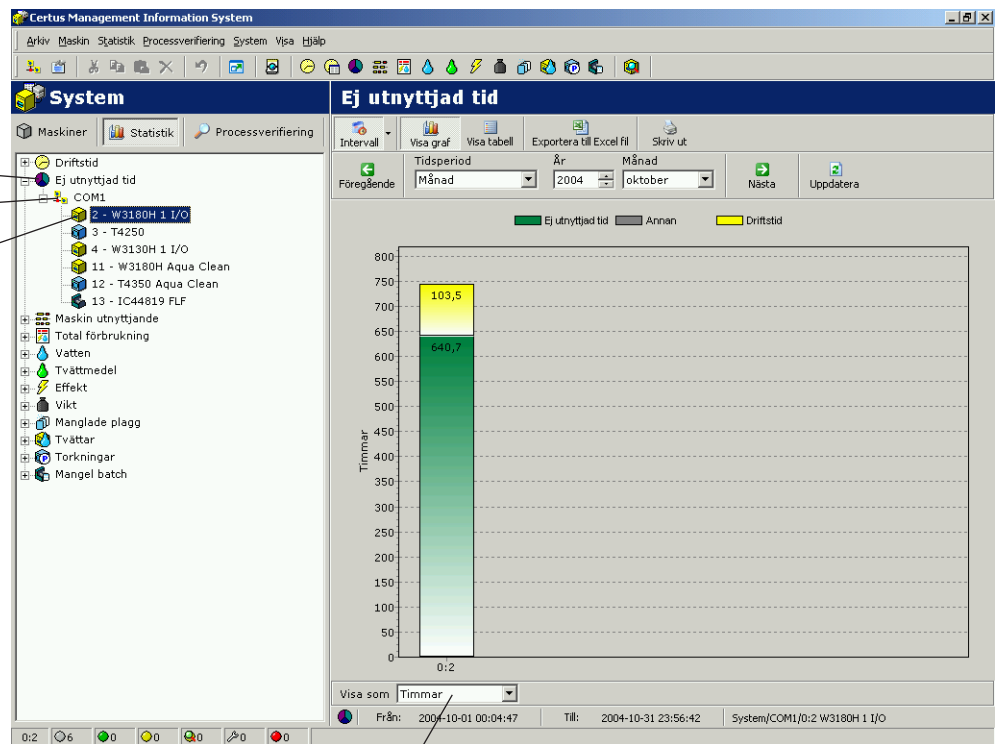 Certus Management Information System
Arkiv Maskin Statistik Processverifiering System Visa Hjälp
System
Ej utnyttjad tid
Maskiner Statistik Processverifiering
Intervall Visa graf Visa tabell Exportera till Excel fil Skriv ut
Tidsperiod År Månad
Föregående Månad 2004 oktober Nästa Uppdatera
Driftstid
Ej utnyttjad tid
COM1
2 - W3180H 1 I/O
3 - T4250
4 - W3130H 1 I/O
11 - W3180H Aqua Clean
12 - T4350 Aqua Clean
13 - IC44819 FLF
Maskin utnyttjande
Total förbrukning
Vatten
Tvättmedel
Effekt
Vikt
Manglade plagg
Tvättar
Torkningar
Mangel batch
Ej utnyttjad tid Annan Driftstid
Timmar
800
750
700
650
600
550
500
450
400
350
300
250
200
150
100
50
0
103,5
640,7
0:2
Visa som Timmar
Från: 2004-10-01 00:04:47 Till: 2004-10-31 23:56:42 System/COM1/0:2 W3180H 1 I/O
0:2 6 0 0 0 0 0